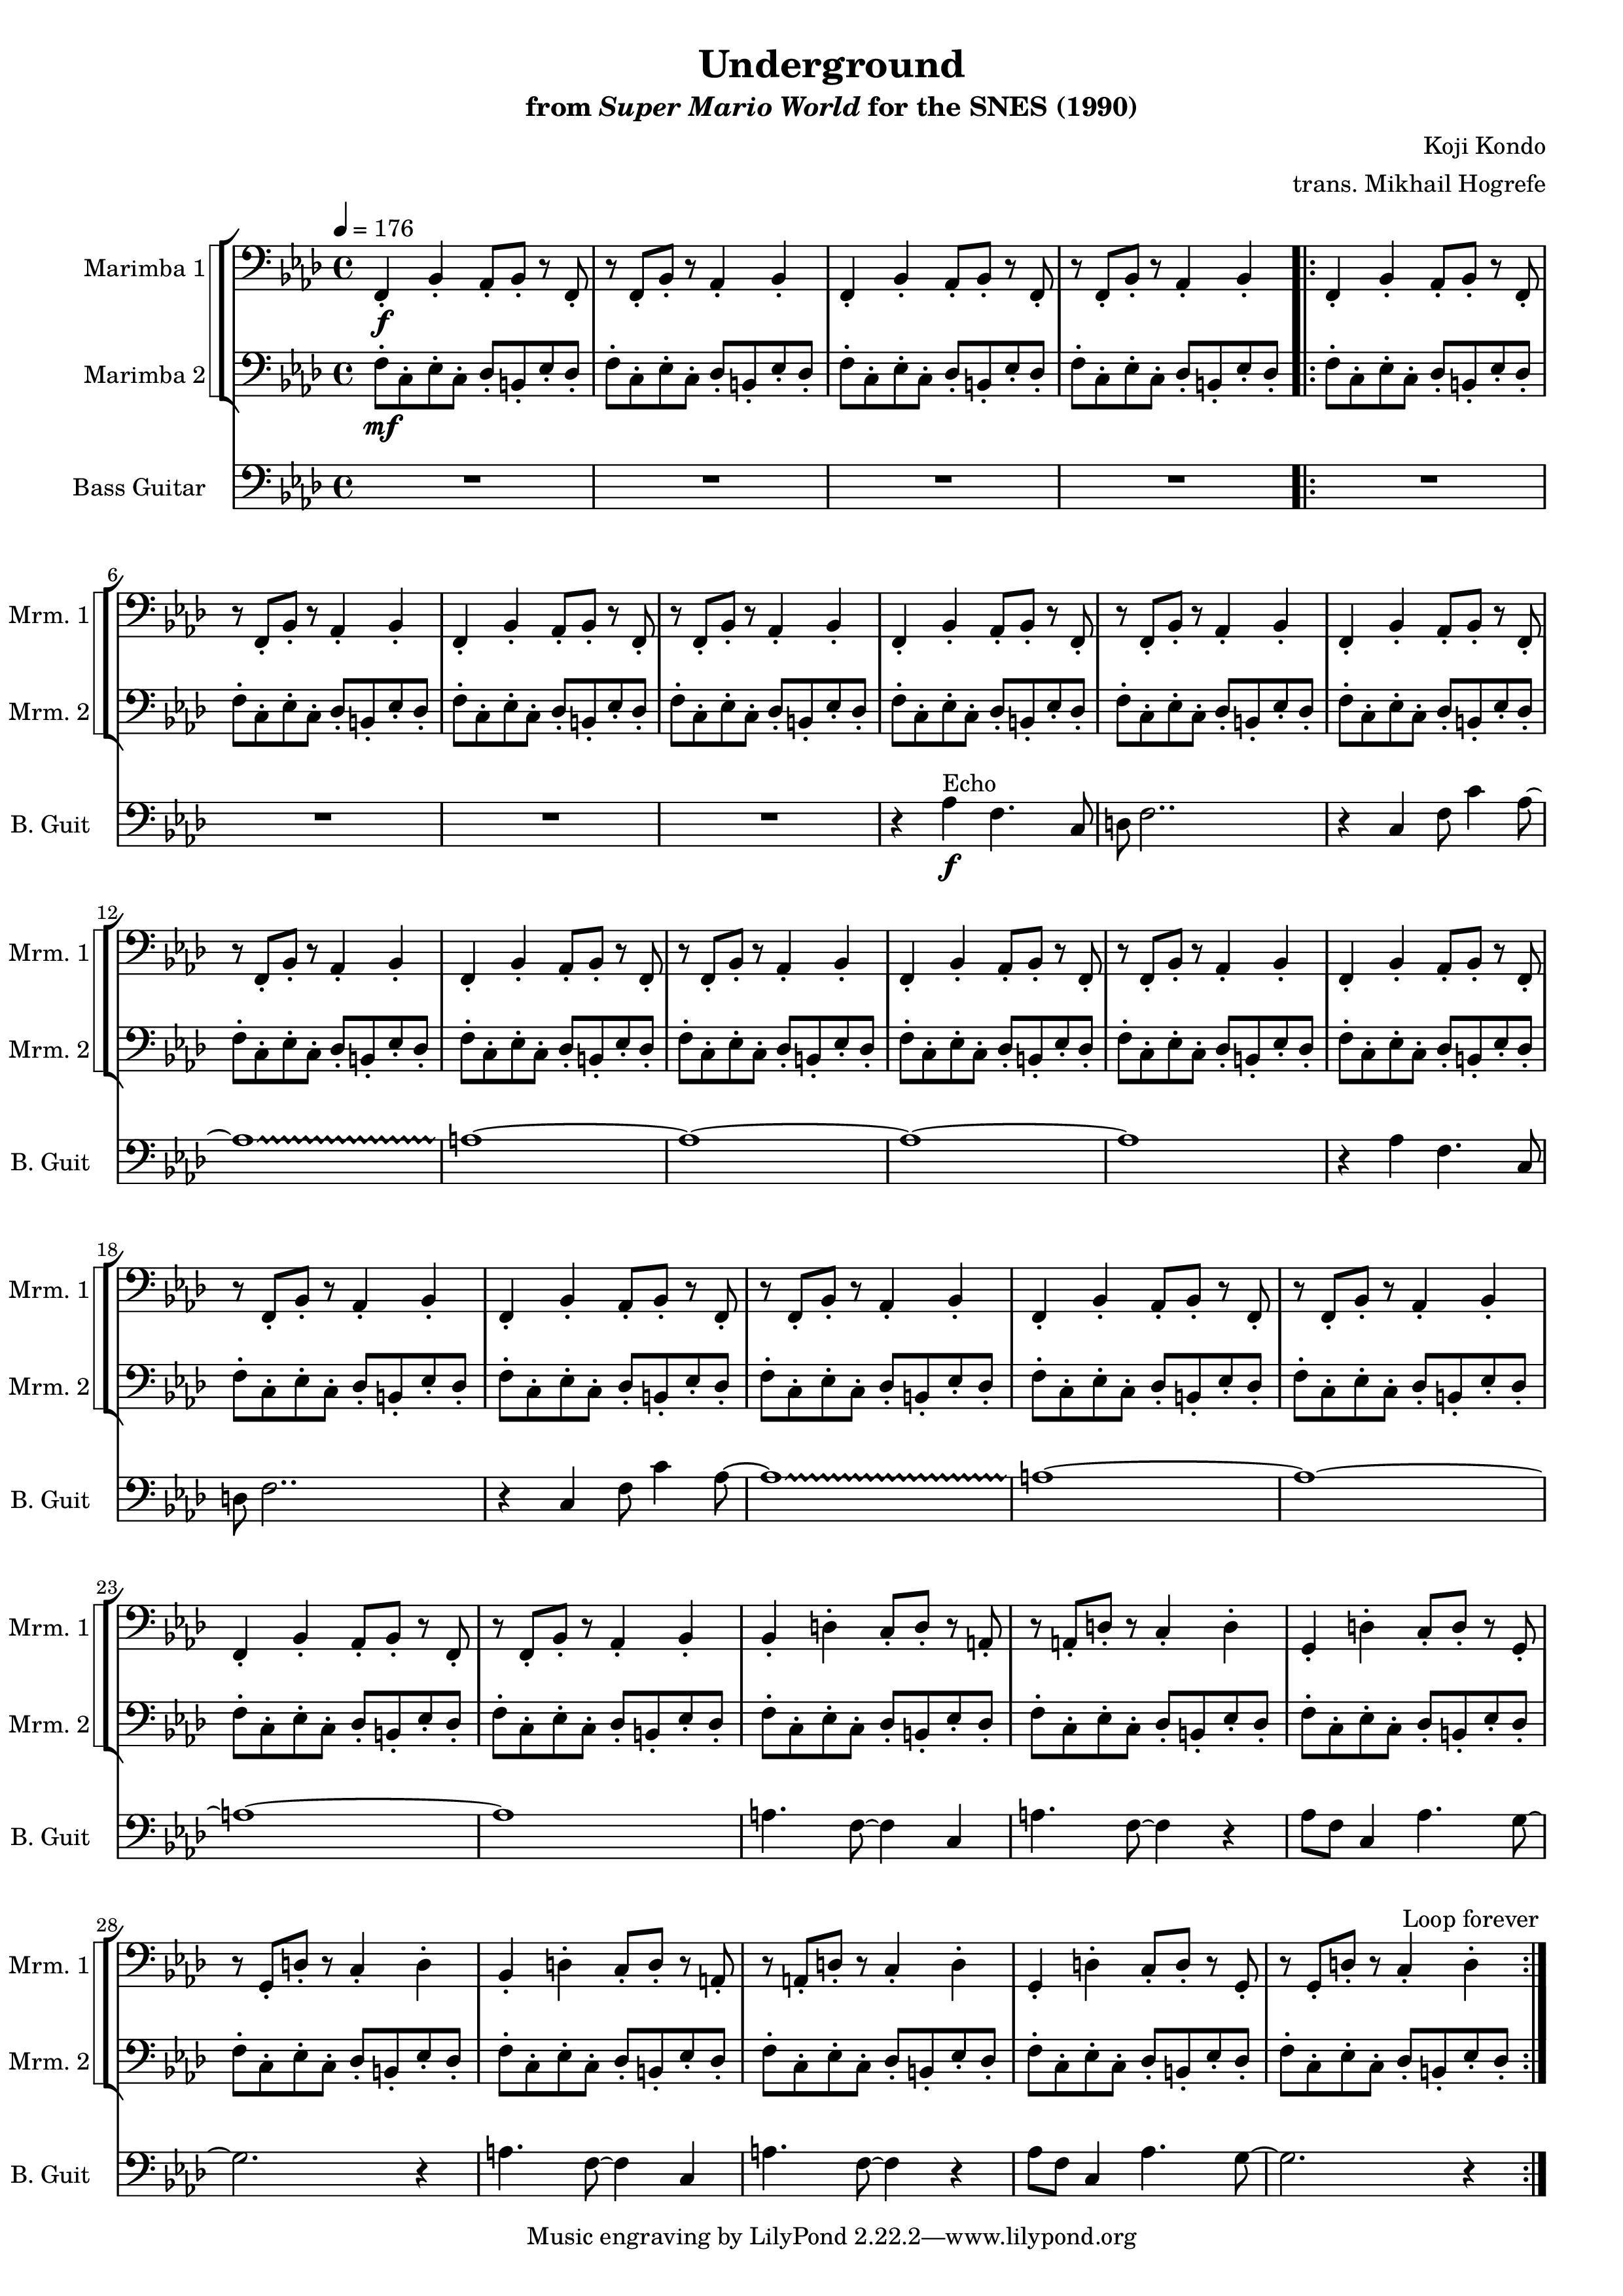 Underground
from Super Mario World for the SNES (1990)
Koji Kondo
trans. Mikhail Hogrefe
♩ = 176
Marimba 1
f
Marimba 2
mf
Bass Guitar
6
Mrm. 1
Mrm. 2
Echo
B. Guit
f
12
Mrm. 1
Mrm. 2
B. Guit
18
Mrm. 1
Mrm. 2
B. Guit
23
Mrm. 1
Mrm. 2
B. Guit
28
Loop forever
Mrm. 1
Mrm. 2
B. Guit
Music engraving by LilyPond 2.22.2—www.lilypond.org